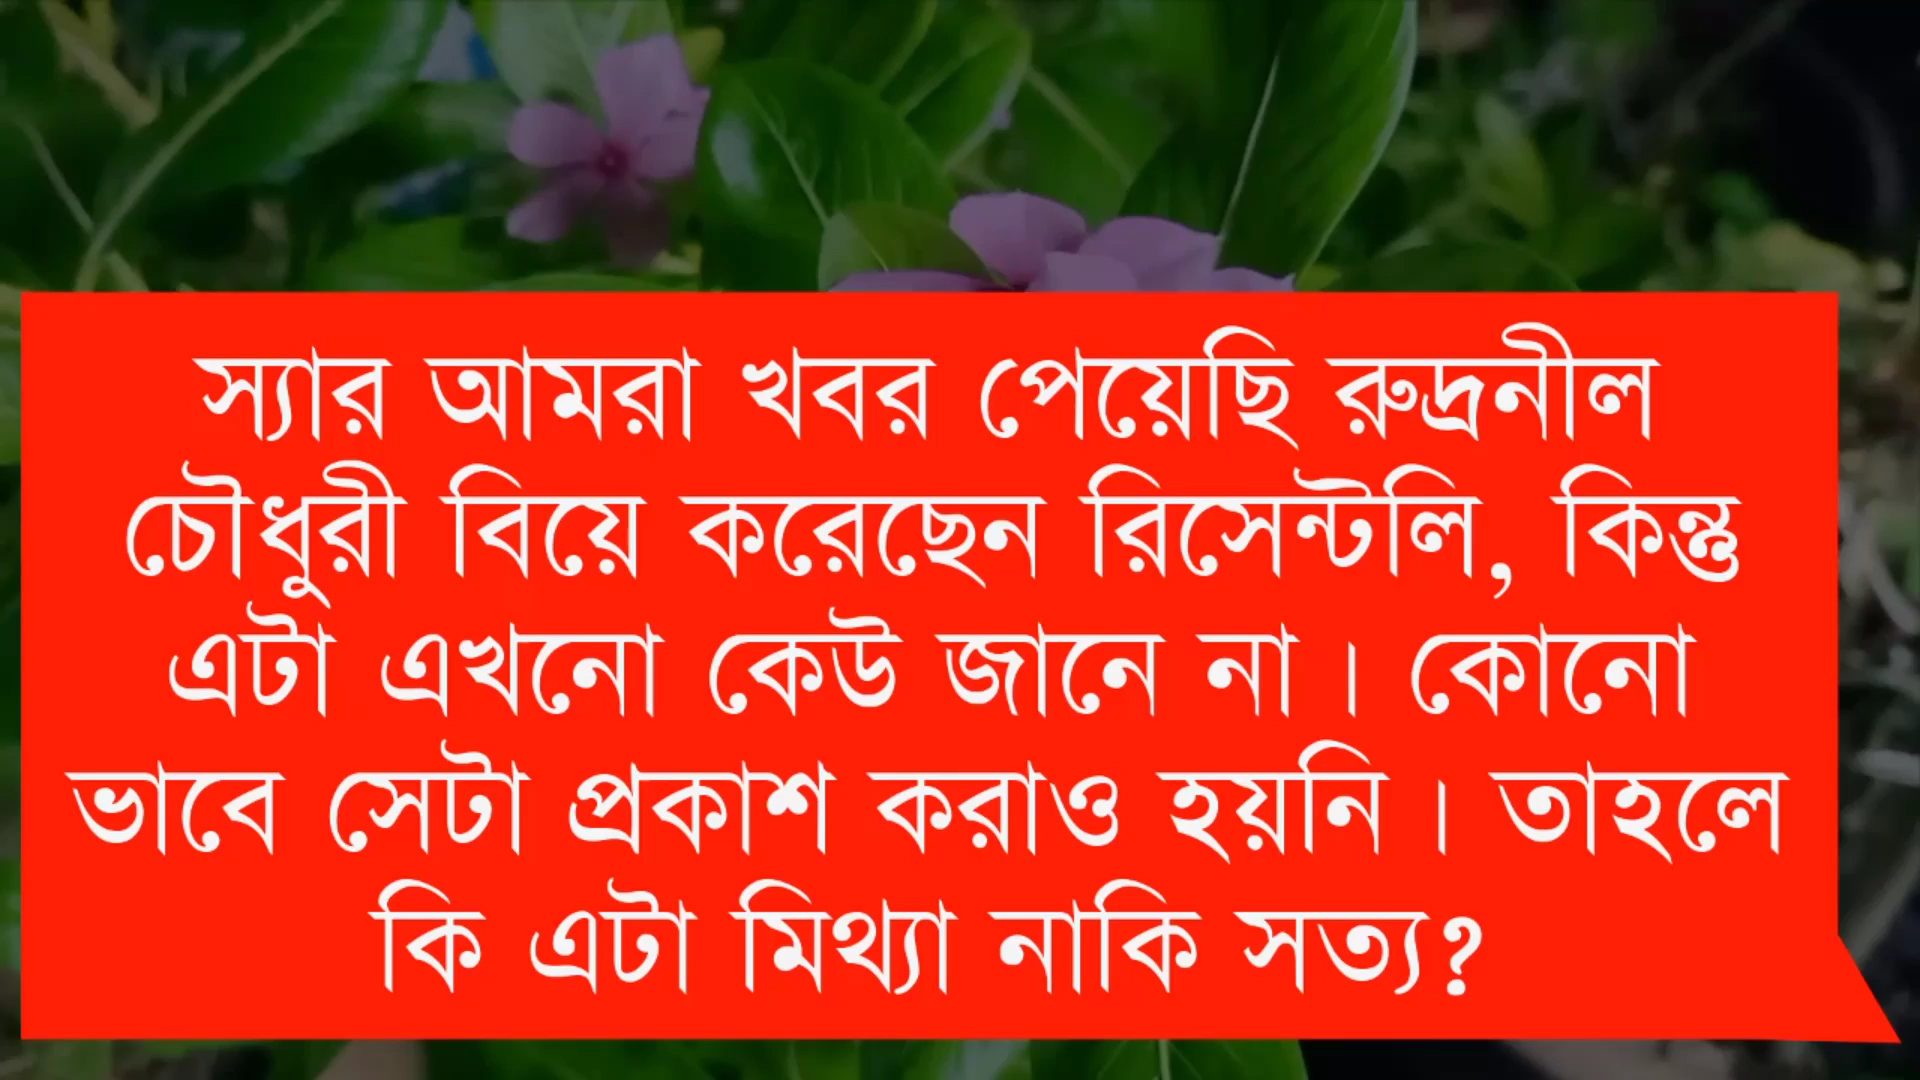 স্যার আমরা খবর পেয়েছি রুদ্রনীল
চৌধুরী বিয়ে করেছেন রিসেন্টলি, কিন্তু
এটা এখনো কেউ জানে না। কোনো
ভাবে সেটা প্রকাশ করাও হয়নি। তাহলে
কি এটা মিথ্যা নাকি সত্য?